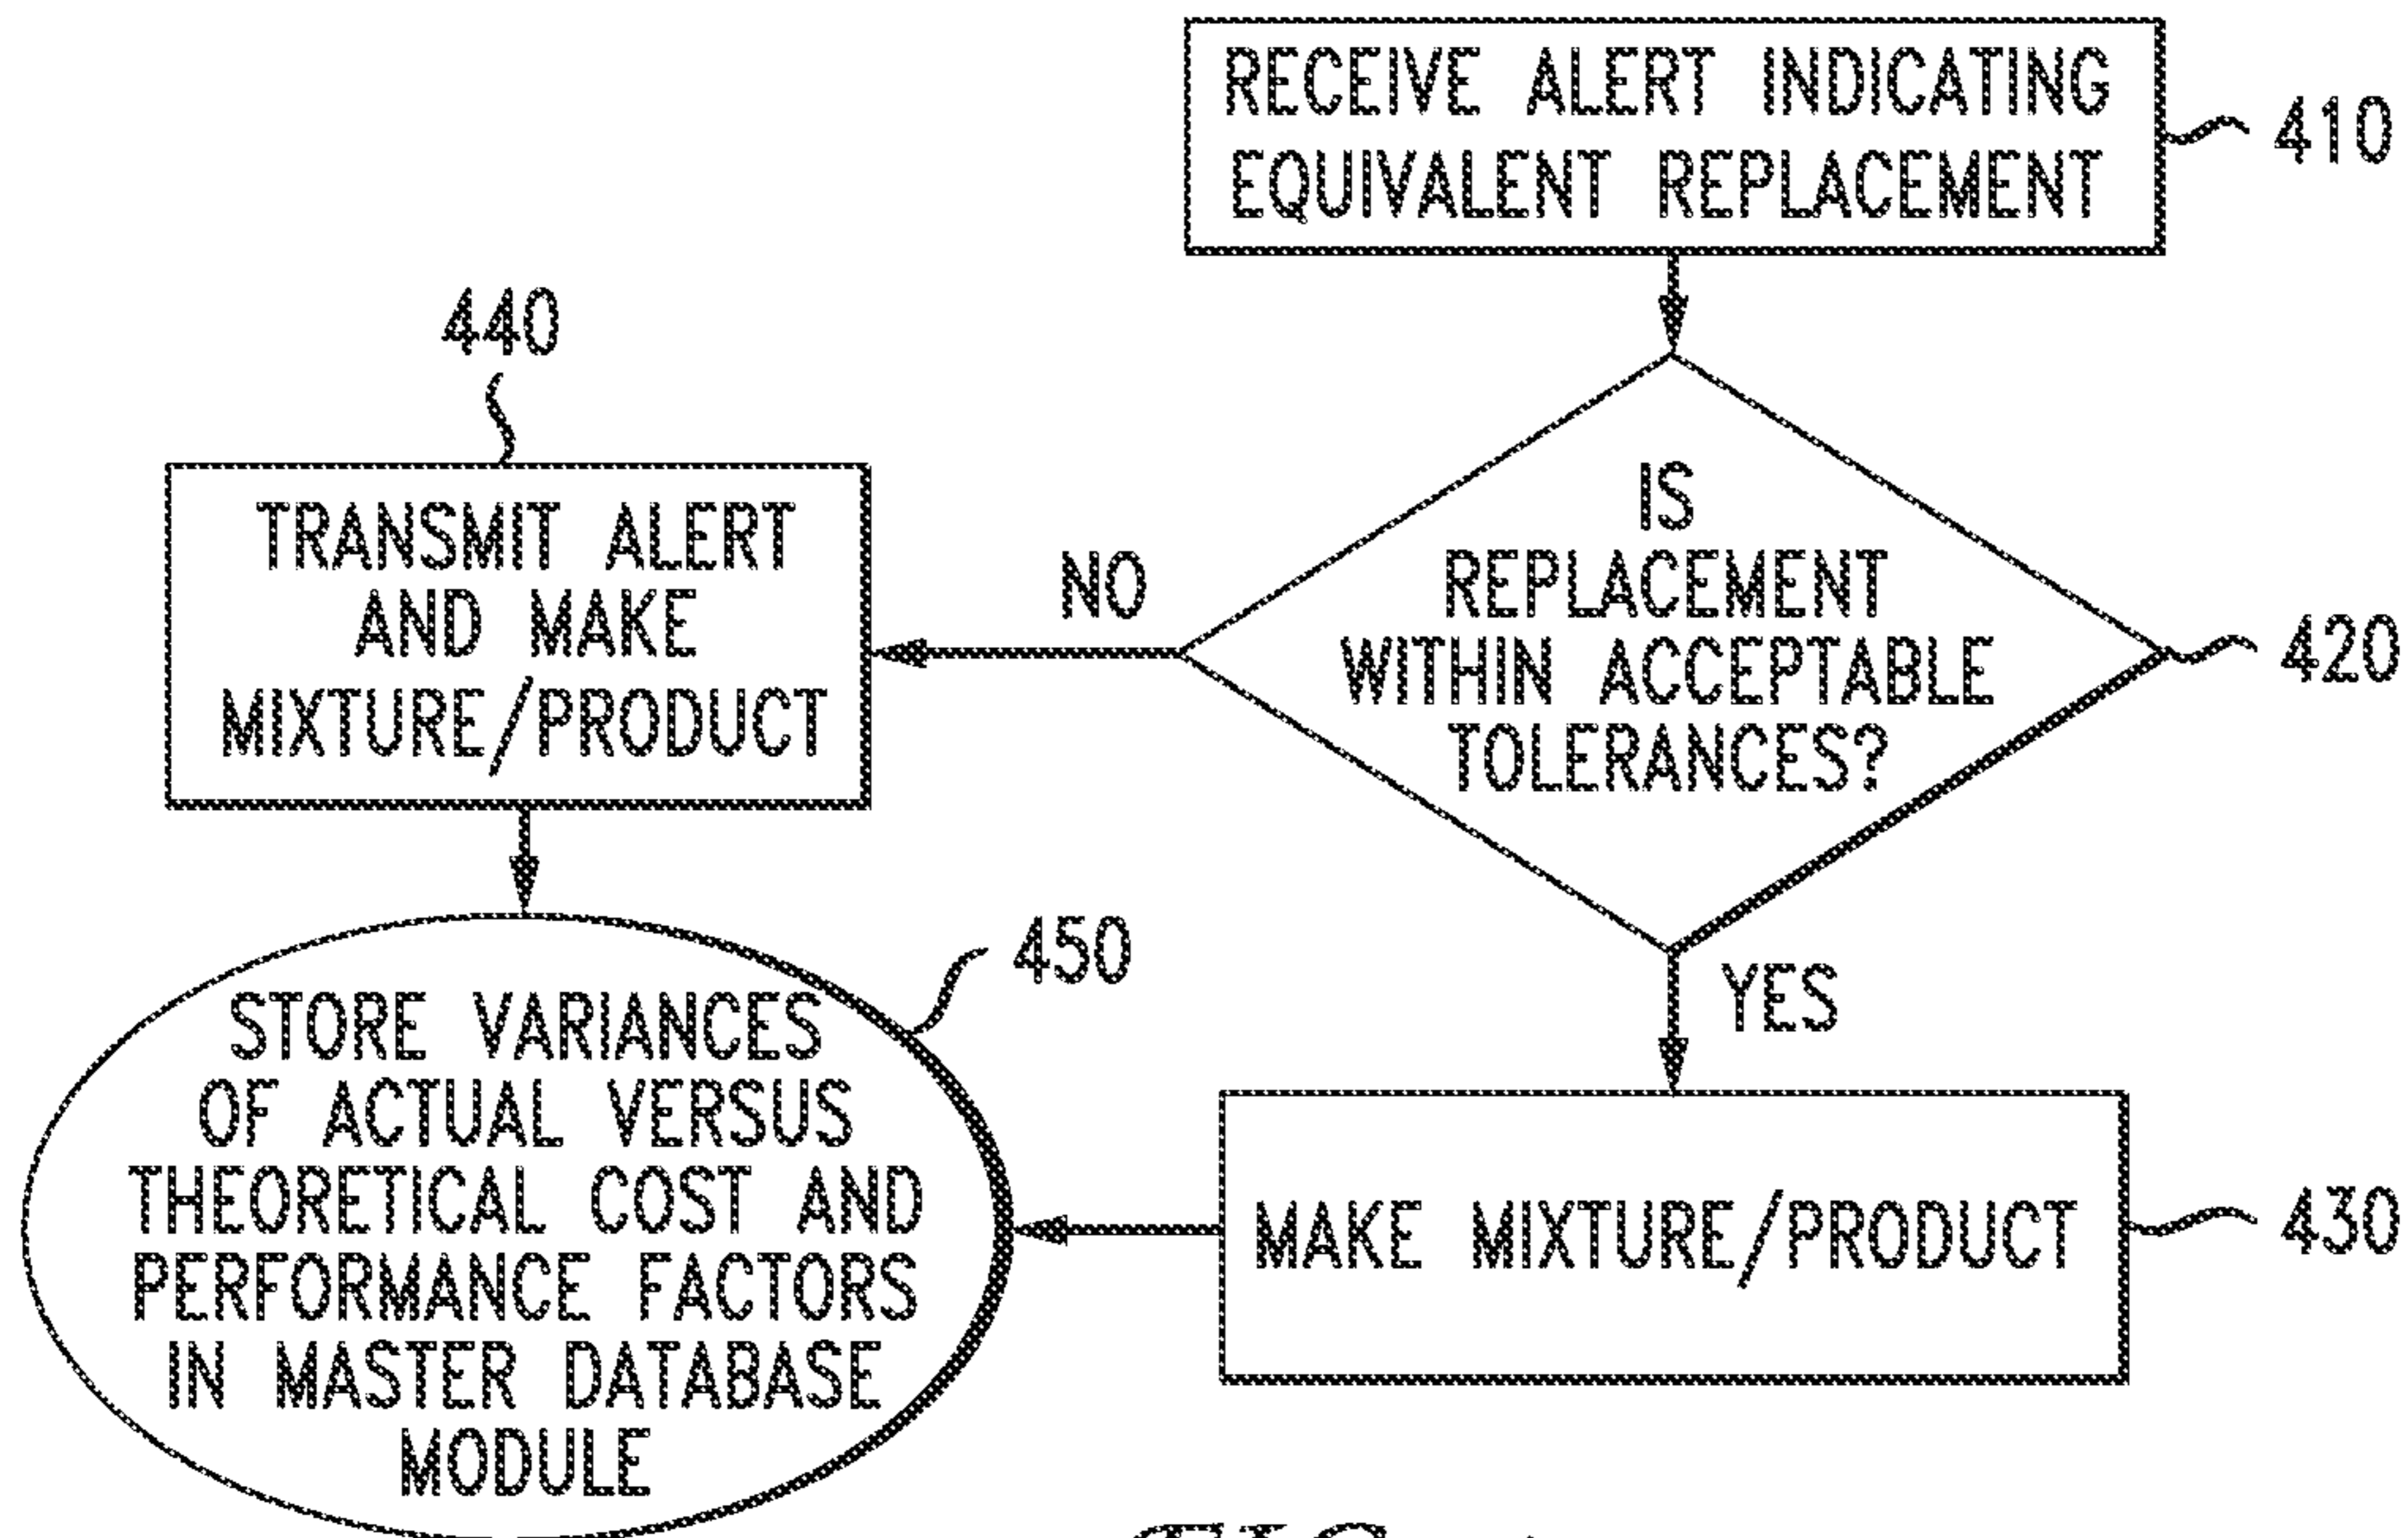 RECEIVE ALERT INDICATING
EQUIVALENT REPLACEMENT
410
440
IS
REPLACEMENT
WITHIN ACCEPTABLE
TOLERANCES?
420
NO
TRANSMIT ALERT
AND MAKE
MIXTURE/PRODUCT
YES
450
STORE VARIANCES
OF ACTUAL VERSUS
THEORETICAL COST AND
PERFORMANCE FACTORS
IN MASTER DATABASE
MODULE
MAKE MIXTURE/PRODUCT
430